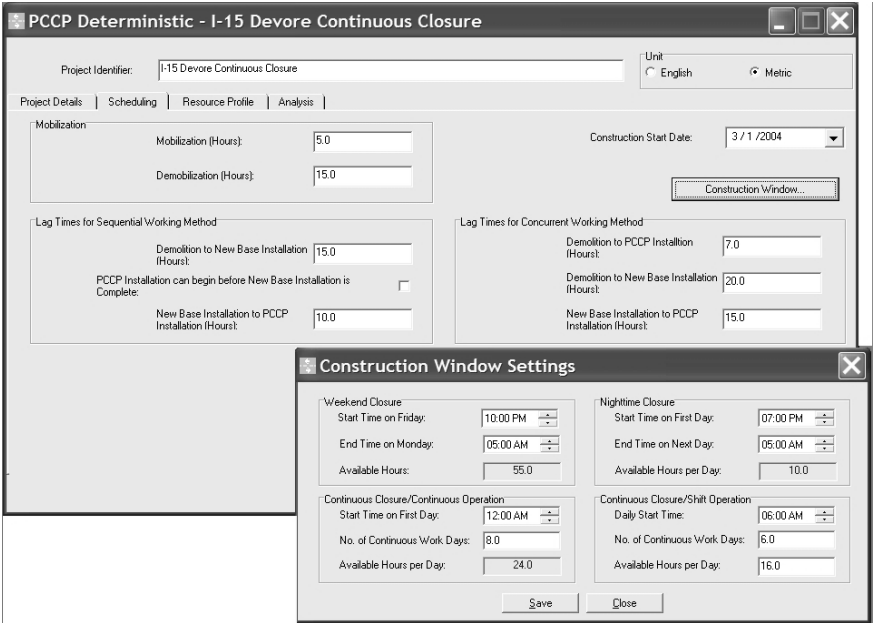 PCCP Deterministic - I-15 Devore Continuous Closure
Project Identifier: I-15 Devore Continuous Closure
Unit
English Metric
Project Details Scheduling Resource Profile Analysis
Mobilization
Mobilization (Hours): 5.0
Demobilization (Hours): 15.0
Construction Start Date: 3 / 1 /2004
Construction Window...
Lag Times for Sequential Working Method
Demolition to New Base Installation
(Hours): 15.0
PCCP Installation can begin before New Base Installation is
Complete:
New Base Installation to PCCP
Installation (Hours): 10.0
Lag Times for Concurrent Working Method
Demolition to PCCP Installtion
(Hours): 7.0
Demolition to New Base Installation
(Hours): 20.0
New Base Installation to PCCP
Installation (Hours): 15.0
Construction Window Settings
Weekend Closure
Start Time on Friday: 10:00 PM
End Time on Monday: 05:00 AM
Available Hours: 55.0
Nighttime Closure
Start Time on First Day: 07:00 PM
End Time on Next Day: 05:00 AM
Available Hours per Day: 10.0
Continuous Closure/Continuous Operation
Start Time on First Day: 12:00 AM
No. of Continuous Work Days: 8.0
Available Hours per Day: 24.0
Continuous Closure/Shift Operation
Daily Start Time: 06:00 AM
No. of Continuous Work Days: 6.0
Available Hours per Day: 16.0
Save Close